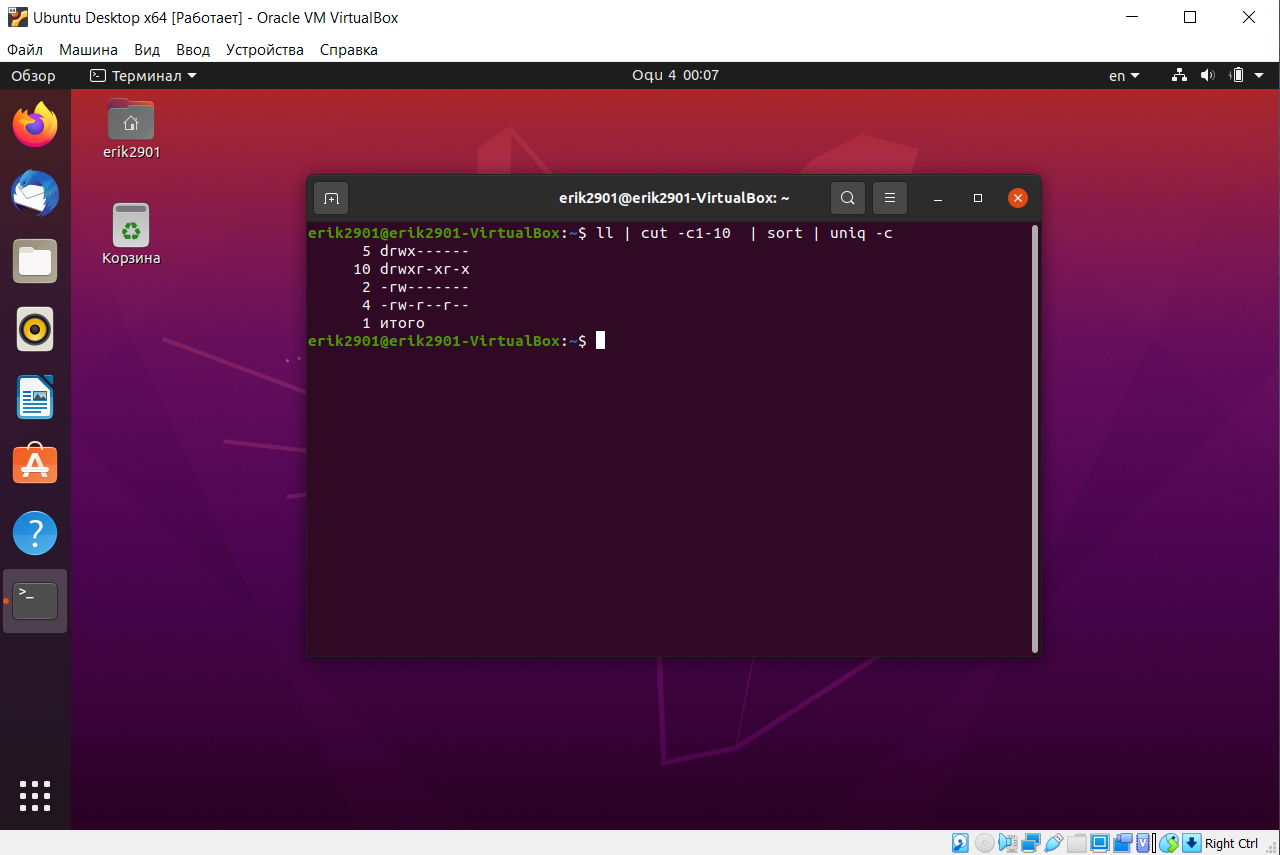 Ubuntu Desktop x64 [Работает] - Oracle VM VirtualBox
Файл Машина Вид Ввод Устройства Справка
Обзор Терминал Oqu 4 00:07 en
erik2901
Корзина
erik2901@erik2901-VirtualBox: ~
erik2901@erik2901-VirtualBox:~$ ll | cut -c1-10  | sort | uniq -c
5 drwx------
10 drwxr-xr-x
2 -rw-------
4 -rw-r--r--
1 итого
erik2901@erik2901-VirtualBox:~$
Right Ctrl